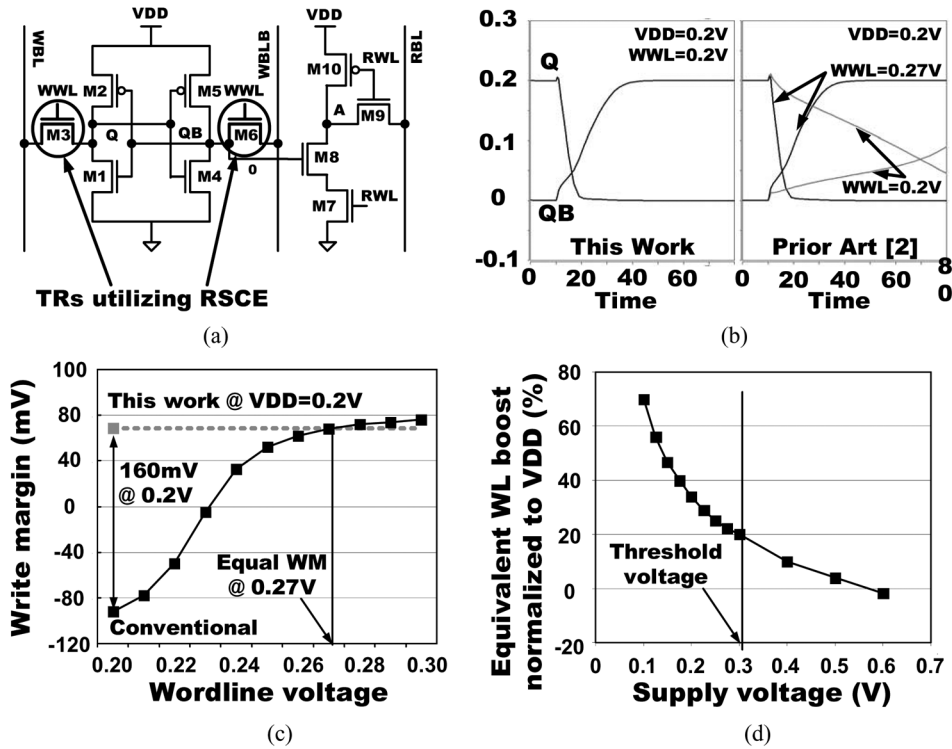 VDD
VDD
WBL
WBLB
RBL
M2
M5
M10
RWL
WWL
WWL
M3
Q
QB
M6
A
M9
0
M8
M1
M4
M7
RWL
TRs utilizing RSCE
(a)
0.3
0.2
0.1
0
-0.1
VDD=0.2V
WWL=0.2V
Q
QB
This Work
0 20 40 60
Time
VDD=0.2V
WWL=0.27V
WWL=0.2V
Prior Art [2]
0 20 40 60 8
0
Time
(b)
Write margin (mV)
100
80
40
0
-40
-80
-120
This work @ VDD=0.2V
160mV
@ 0.2V
Equal WM
@ 0.27V
Conventional
0.20 0.22 0.24 0.26 0.28 0.30
Wordline voltage
(c)
Equivalent WL boost
normalized to VDD (%)
80
60
40
20
0
-20
Threshold
voltage
0 0.1 0.2 0.3 0.4 0.5 0.6 0.7
Supply voltage (V)
(d)